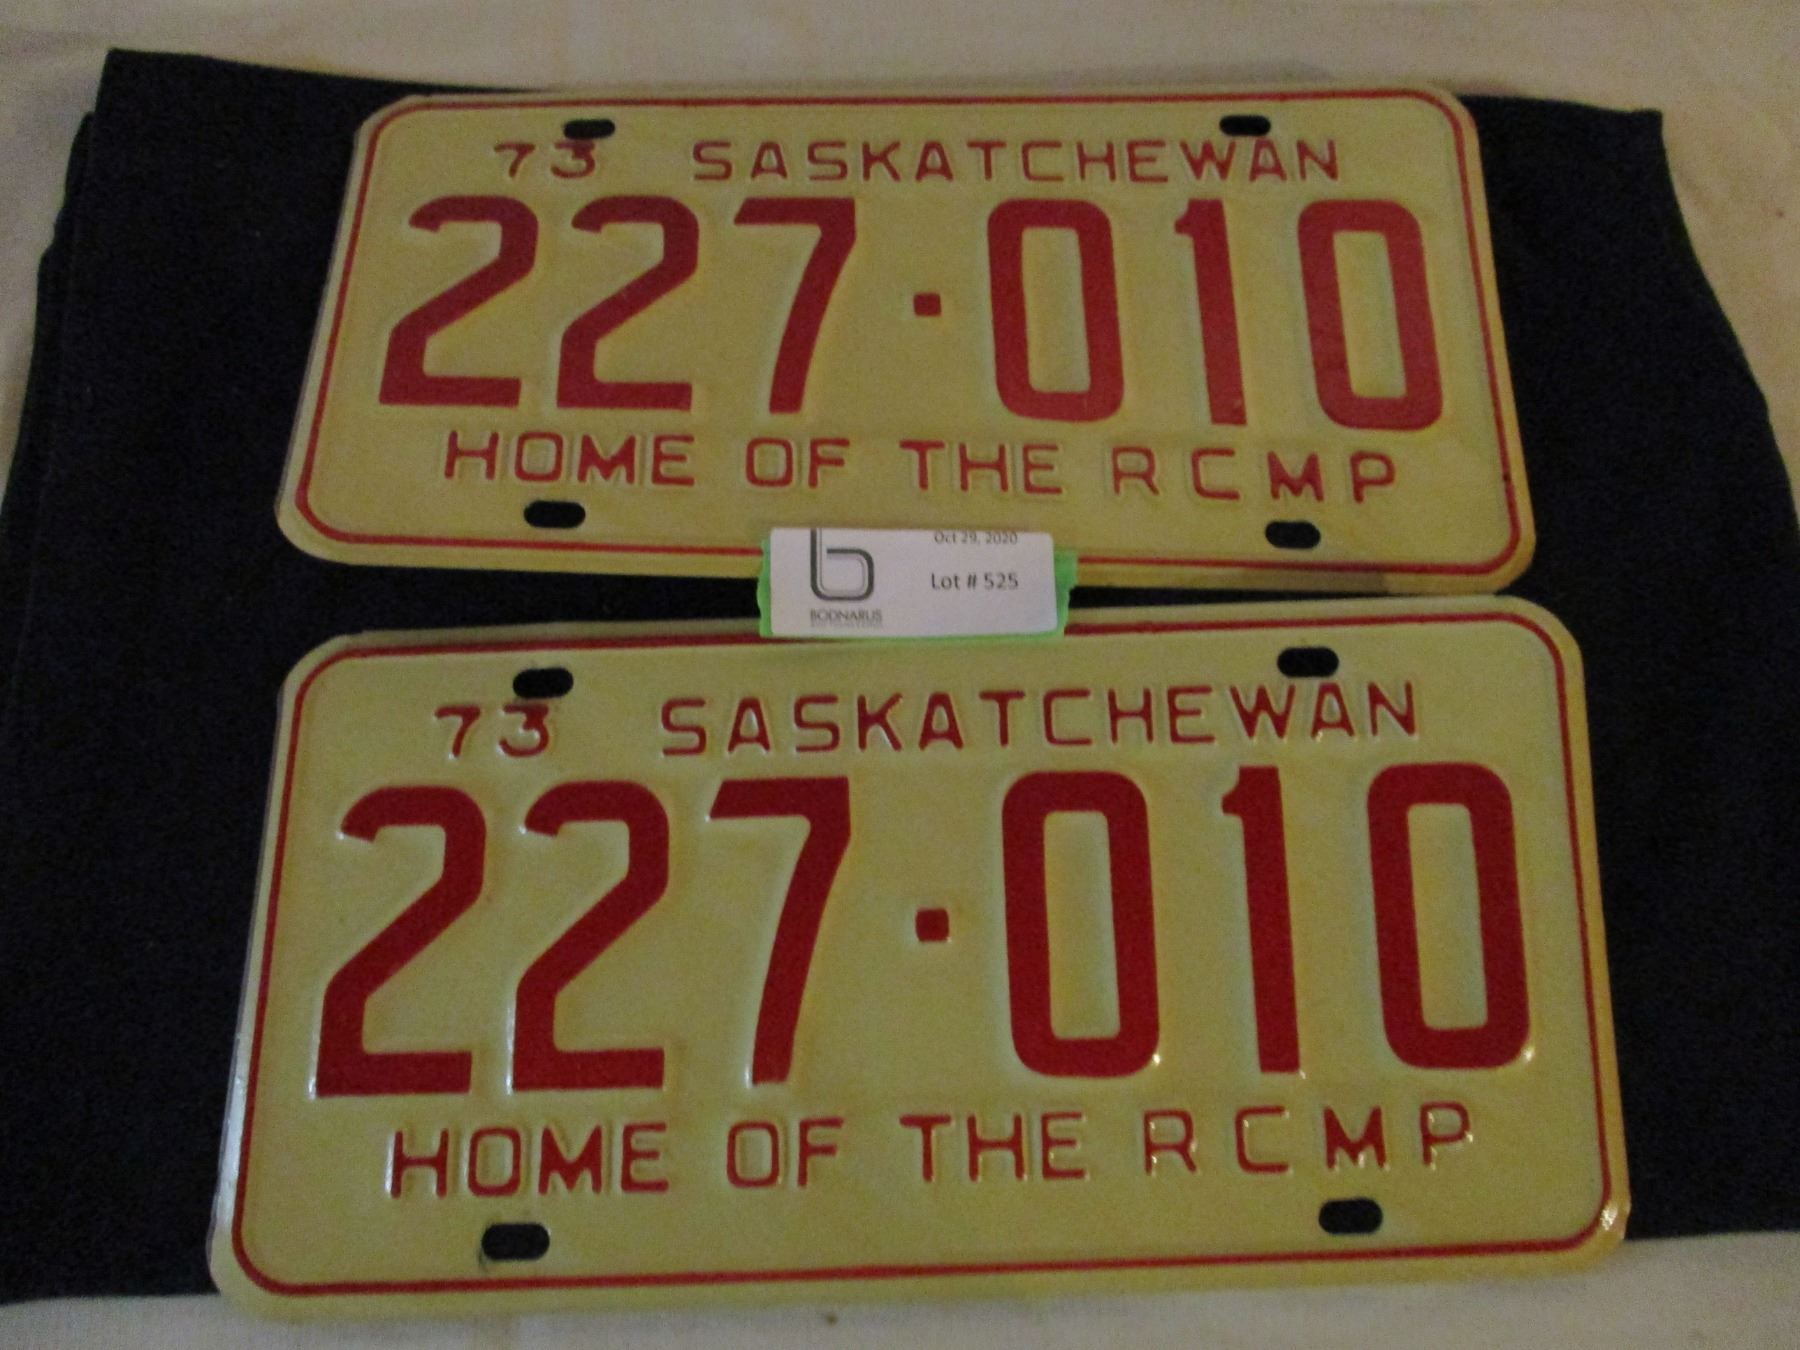 73 SASKATCHEWAN
227·010
HOME OF THE RCMP
Oct 29, 2020
Lot # 525
BODNARUS
73 SASKATCHEWAN
227·010
HOME OF THE RCMP